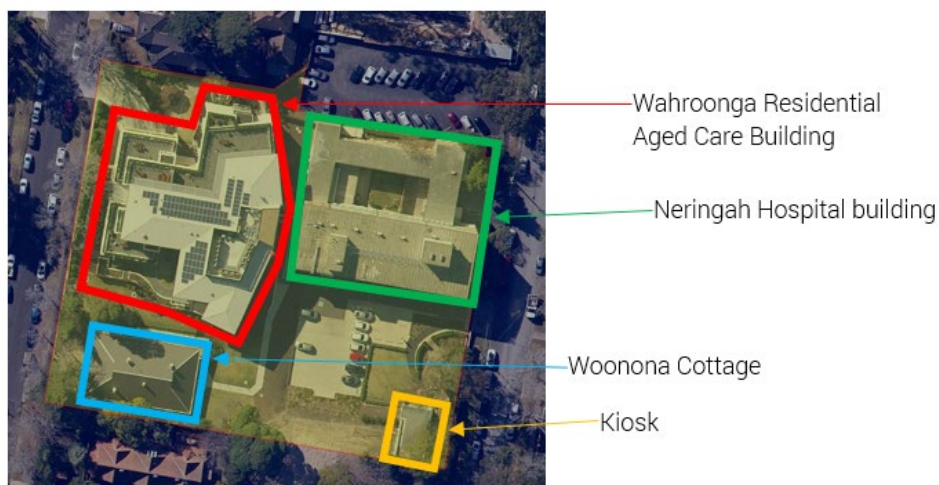 Wahroonga Residential
Aged Care Building
Neringah Hospital building
Woonona Cottage
Kiosk